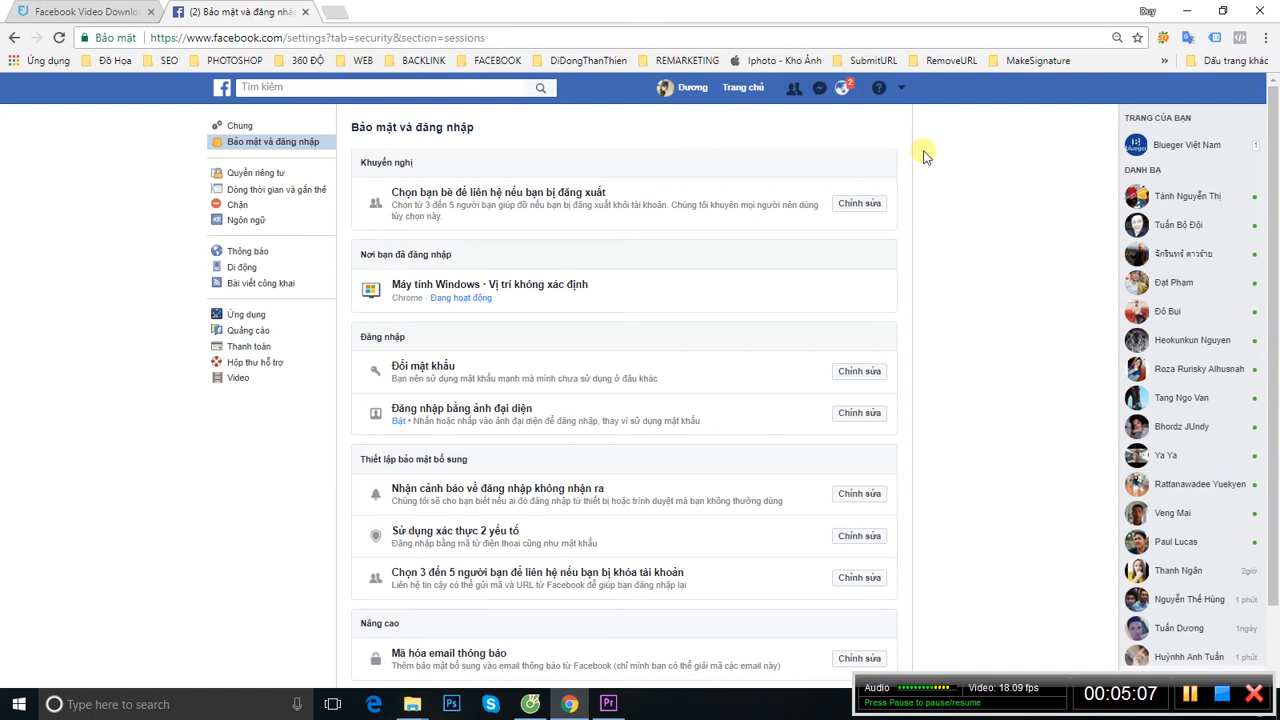 Facebook Video Downlo
(2) Bảo mật và đăng nhậ
Duy
Bảo mật
https://www.facebook.com/settings?tab=security&section=sessions
Ứng dụng
Đồ Họa
SEO
PHOTOSHOP
360 ĐỘ
WEB
BACKLINK
FACEBOOK
DiDongThanThien
REMARKETING
Iphoto - Kho Ảnh
SubmitURL
RemoveURL
MakeSignature
»
Dấu trang khác
Tìm kiếm
Dương
Trang chủ
2
Chung
Bảo mật và đăng nhập
Quyền riêng tư
Dòng thời gian và gắn thẻ
Chặn
Ngôn ngữ
Thông báo
Di động
Bài viết công khai
Ứng dụng
Quảng cáo
Thanh toán
Hộp thư hỗ trợ
Video
Bảo mật và đăng nhập
Khuyến nghị
Chọn bạn bè để liên hệ nếu bạn bị đăng xuất
Chọn từ 3 đến 5 người bạn giúp đỡ nếu bạn bị đăng xuất khỏi tài khoản. Chúng tôi khuyên mọi người nên dùng
tùy chọn này.
Chỉnh sửa
Nơi bạn đã đăng nhập
Máy tính Windows · Vị trí không xác định
Chrome · Đang hoạt động
Đăng nhập
Đổi mật khẩu
Bạn nên sử dụng mật khẩu mạnh mà mình chưa sử dụng ở đâu khác
Chỉnh sửa
Đăng nhập bằng ảnh đại diện
Bật • Nhấn hoặc nhấp vào ảnh đại diện để đăng nhập, thay vì sử dụng mật khẩu
Chỉnh sửa
Thiết lập bảo mật bổ sung
Nhận cảnh báo về đăng nhập không nhận ra
Chúng tôi sẽ cho bạn biết nếu ai đó đăng nhập từ thiết bị hoặc trình duyệt mà bạn không thường dùng
Chỉnh sửa
Sử dụng xác thực 2 yếu tố
Đăng nhập bằng mã từ điện thoại cũng như mật khẩu
Chỉnh sửa
Chọn 3 đến 5 người bạn để liên hệ nếu bạn bị khóa tài khoản
Liên hệ tin cậy có thể gửi mã và URL từ Facebook để giúp bạn đăng nhập lại
Chỉnh sửa
Nâng cao
Mã hóa email thông báo
Thêm bảo mật bổ sung vào email thông báo từ Facebook (chỉ mình bạn có thể giải mã các email này)
Chỉnh sửa
TRANG CỦA BẠN
Blueger Việt Nam
1
DANH BẠ
Tánh Nguyễn Thị
Tuấn Bộ Đội
จักรินทร์ ดาวราย
Đạt Phạm
Đô Bụi
Heokunkun Nguyen
Roza Rurisky Alhusnah
Tang Ngo Van
Bhordz JUndy
Ya Ya
Rattanawadee Yuekyen
Veng Mai
Paul Lucas
Thanh Ngân 2giờ
Nguyễn Thế Hùng 1 phút
Tuấn Dương 1ngày
Huỳnhh Anh Tuấn 1 phút
Type here to search
Ps
Pr
Audio
Video: 18.09 fps
Press Pause to pause/resume
00:05:07